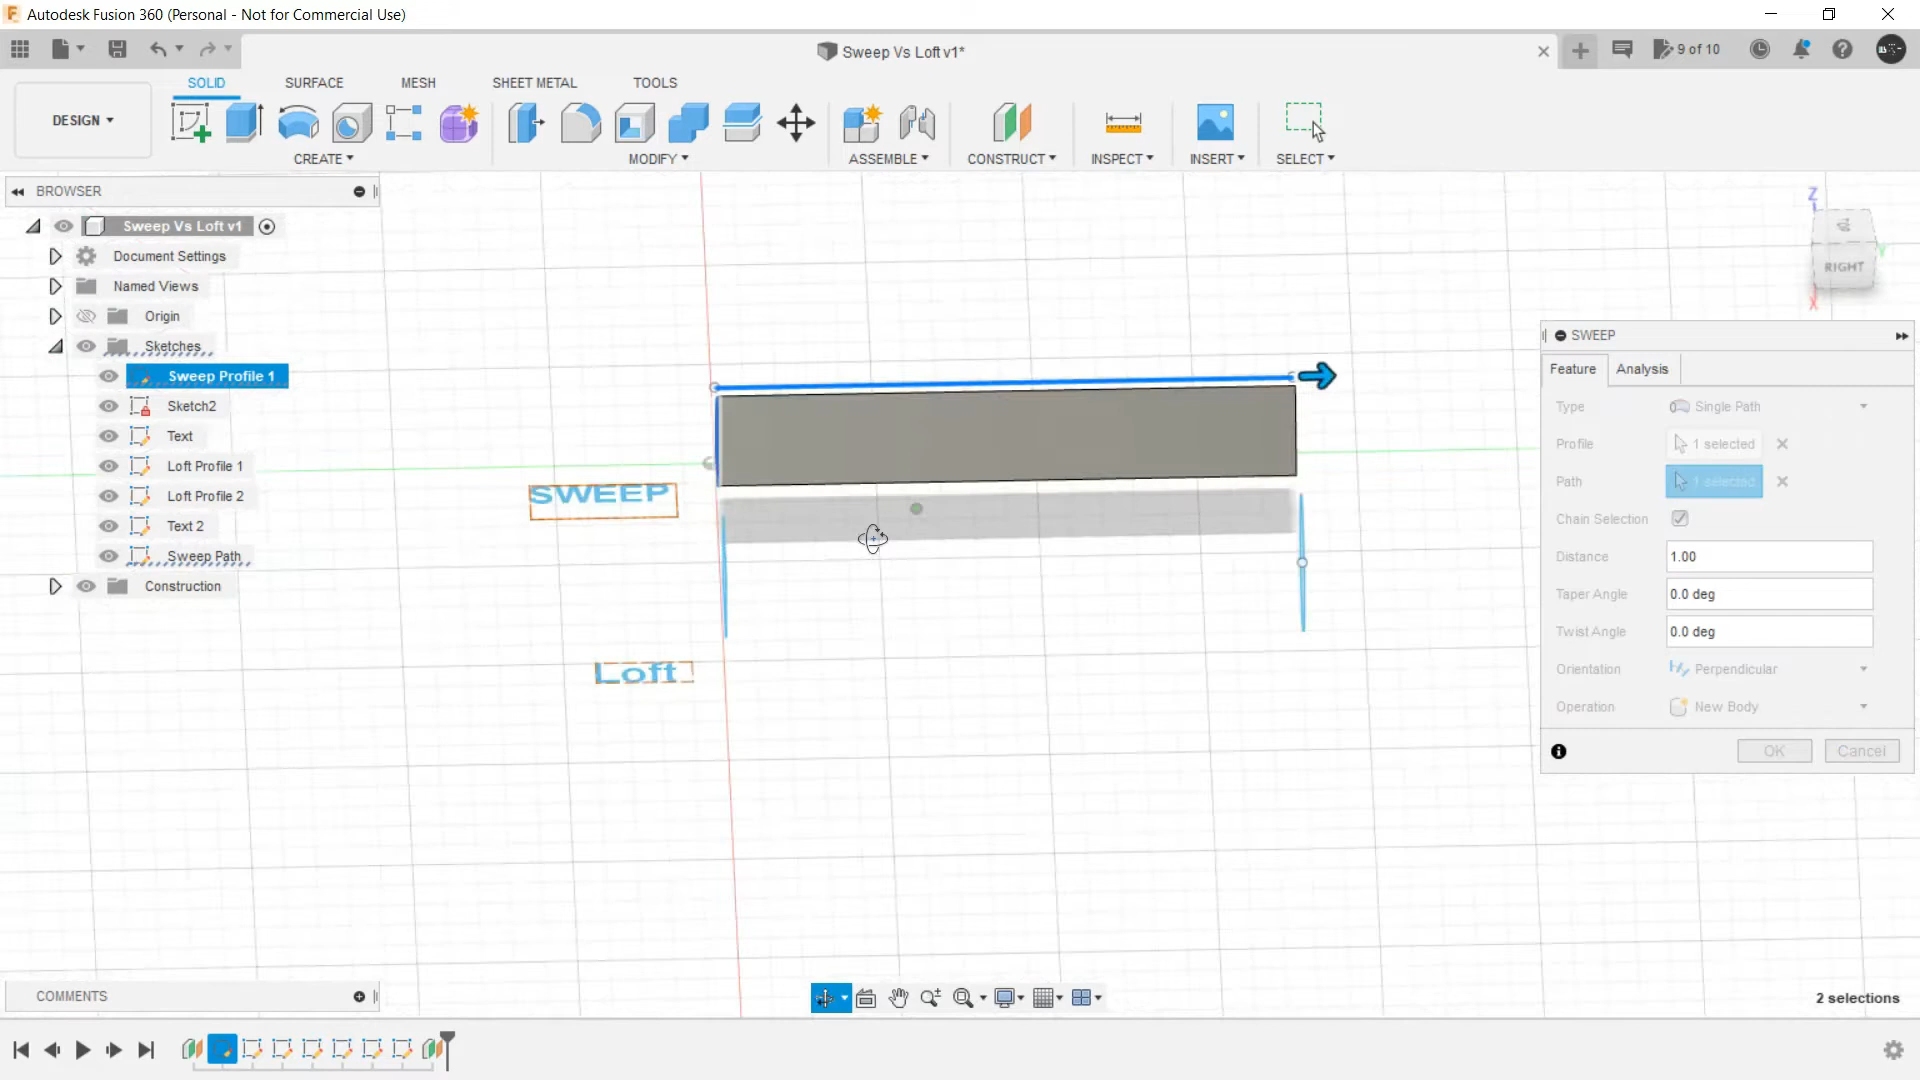 Autodesk Fusion 360 (Personal - Not for Commercial Use)
Sweep Vs Loft v1*
9 of 10
DESIGN
SOLID
SURFACE
MESH
SHEET METAL
TOOLS
CREATE
MODIFY
ASSEMBLE
CONSTRUCT
INSPECT
INSERT
SELECT
BROWSER
Sweep Vs Loft v1
Document Settings
Named Views
Origin
Sketches
Sweep Profile 1
Sketch2
Text
Loft Profile 1
Loft Profile 2
Text 2
Sweep Path
Construction
SWEEP
Loft
Z
RIGHT
X
SWEEP
Feature
Analysis
Type
Single Path
Profile
1 selected
Path
1 selected
Chain Selection
Distance
1.00
Taper Angle
0.0 deg
Twist Angle
0.0 deg
Orientation
Perpendicular
Operation
New Body
OK
Cancel
COMMENTS
2 selections